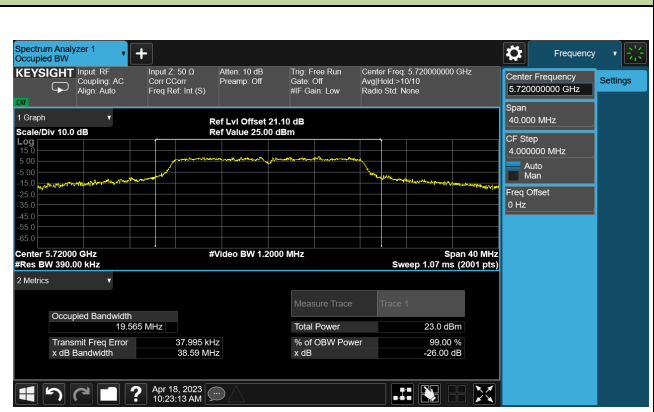 Spectrum Analyzer 1
Occupied BW
Frequency
KEYSIGHT
Input: RF
Coupling: AC
Align: Auto
Input Z: 50 Ω
Corr CCorr
Freq Ref: Int (S)
Atten: 10 dB
Preamp: Off
Trig: Free Run
Gate: Off
#IF Gain: Low
Center Freq: 5.720000000 GHz
Avg|Hold:>10/10
Radio Std: None
LXI
Center Frequency
5.720000000 GHz
Settings
Span
40.000 MHz
CF Step
4.000000 MHz
Auto
Man
Freq Offset
0 Hz
1 Graph
Scale/Div 10.0 dB
Ref Lvl Offset 21.10 dB
Ref Value 25.00 dBm
Log
15.0
5.00
-5.00
-15.0
-25.0
-35.0
-45.0
-55.0
-65.0
Center 5.72000 GHz
#Video BW 1.2000 MHz
Span 40 MHz
#Res BW 390.00 kHz
Sweep 1.07 ms (2001 pts)
2 Metrics
Measure Trace
Trace 1
Occupied Bandwidth
19.565 MHz
Total Power
23.0 dBm
Transmit Freq Error
37.995 kHz
% of OBW Power
99.00 %
x dB Bandwidth
38.59 MHz
x dB
-26.00 dB
Apr 18, 2023
10:23:13 AM